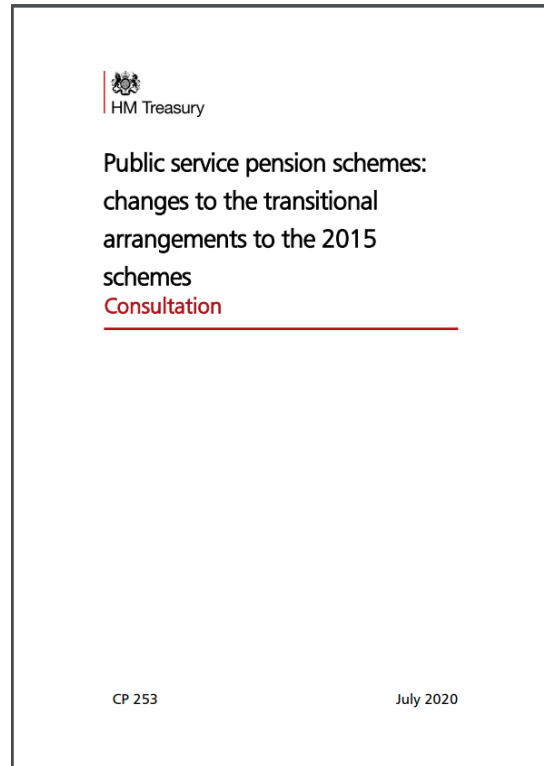 HM Treasury
Public service pension schemes:
changes to the transitional
arrangements to the 2015
schemes
Consultation
CP 253
July 2020